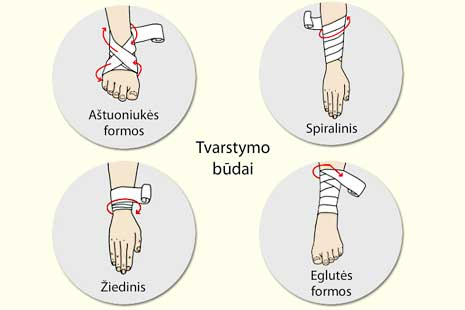 Aštuoniukės
formos
Spiralinis
Tvarstymo
būdai
Žiedinis
Eglutės
formos